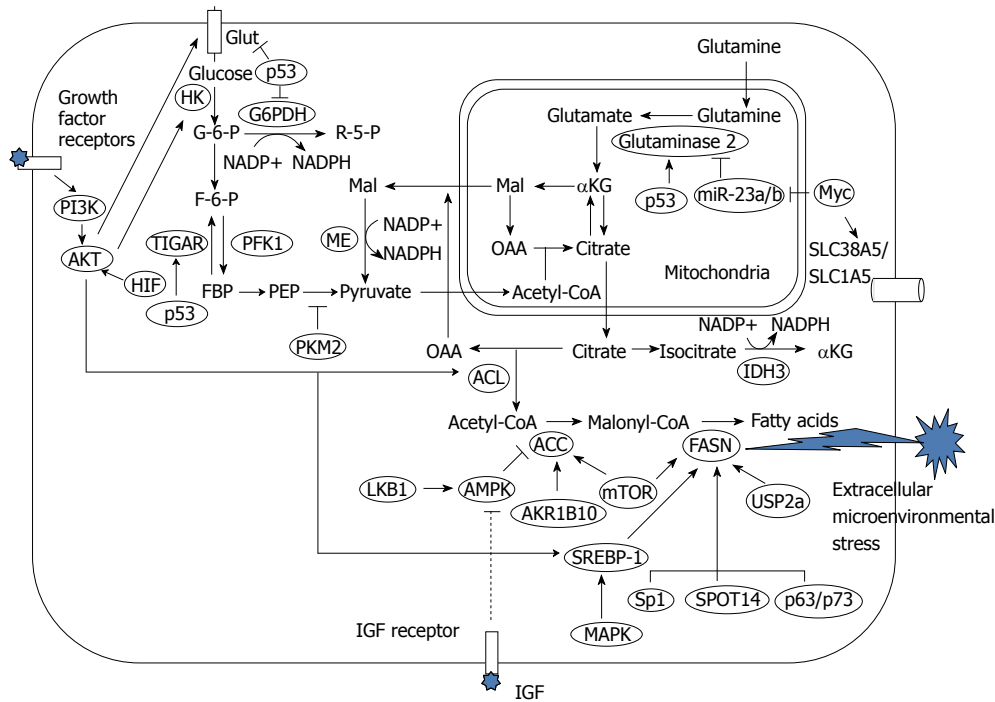 Glut
Glutamine
Glucose
p53
HK
Growth
factor
receptors
G6PDH
Glutamate
Glutamine
G-6-P
R-5-P
Glutaminase 2
NADP+
NADPH
Mal
Mal
αKG
F-6-P
p53
miR-23a/b
Myc
PI3K
NADP+
TIGAR
PFK1
ME
OAA
Citrate
SLC38A5/
SLC1A5
AKT
NADPH
Mitochondria
HIF
FBP
PEP
Pyruvate
Acetyl-CoA
p53
NADP+
NADPH
PKM2
OAA
Citrate
Isocitrate
αKG
ACL
IDH3
Acetyl-CoA
Malonyl-CoA
Fatty acids
ACC
FASN
LKB1
AMPK
mTOR
USP2a
AKR1B10
Extracellular
microenvironmental
stress
SREBP-1
Sp1
SPOT14
p63/p73
IGF receptor
MAPK
IGF